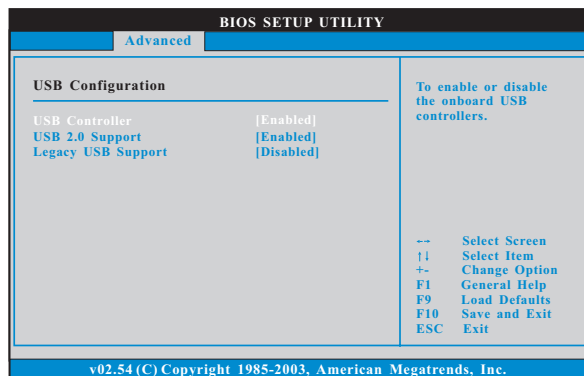 BIOS SETUP UTILITY
Advanced
USB Configuration
USB Controller [Enabled]
USB 2.0 Support [Enabled]
Legacy USB Support [Disabled]
To enable or disable
the onboard USB
controllers.
←→ Select Screen
↑↓ Select Item
+- Change Option
F1 General Help
F9 Load Defaults
F10 Save and Exit
ESC Exit
v02.54 (C) Copyright 1985-2003, American Megatrends, Inc.